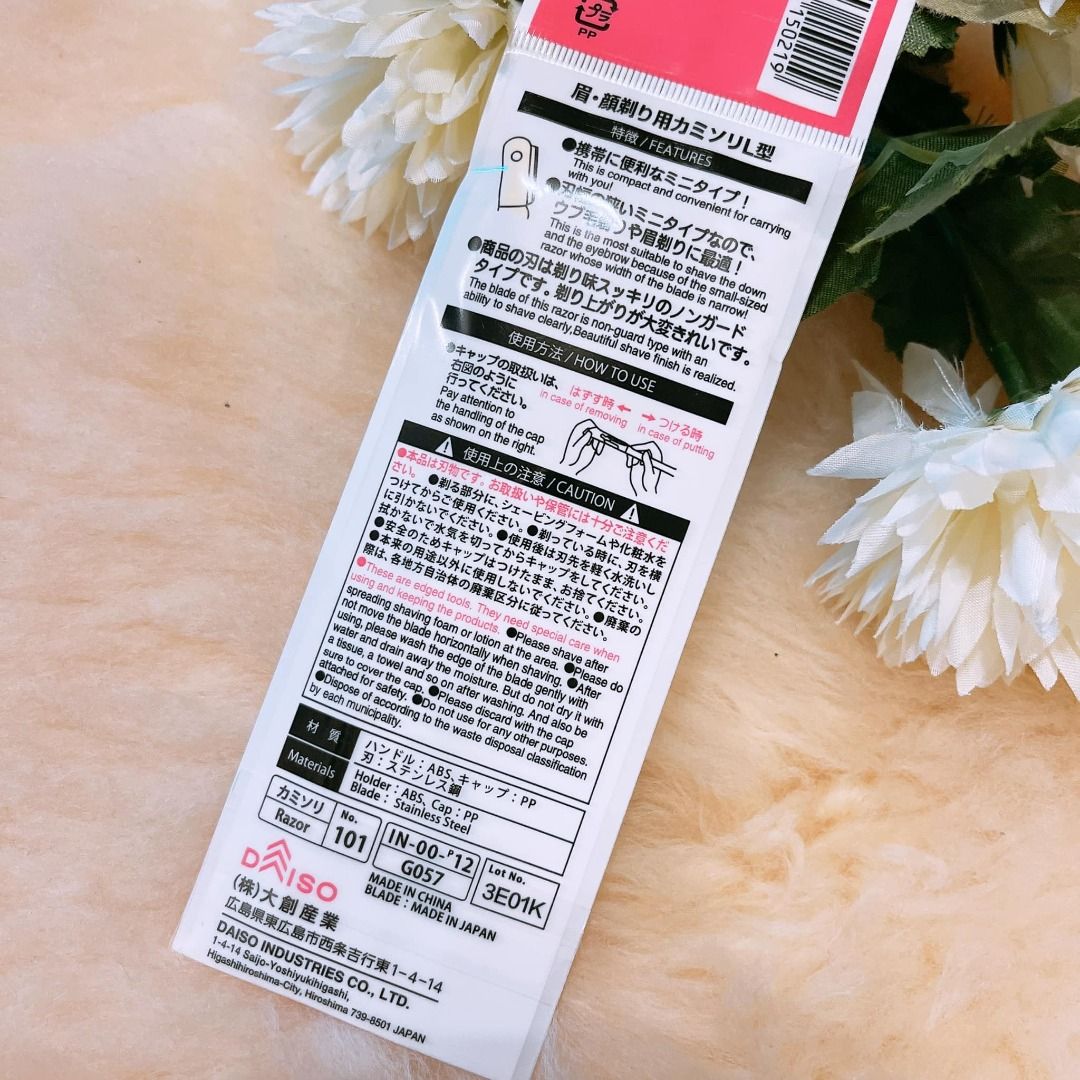 プラ
PP
150219
眉・顔剃り用カミソリL型
特徴 / FEATURES
●携帯に便利なミニタイプ！
This is compact and convenient for carrying
with you!
●刃幅の狭いミニタイプなので、
ウブ毛剃りや眉剃りに最適！
This is the most suitable to shave the down
and the eyebrow because of the small-sized
razor whose width of the blade is narrow!
●商品の刃は剃り味スッキリのノンガード
タイプです。剃り上がりが大変きれいです。
The blade of this razor is non-guard type with an
ability to shave clearly,Beautiful shave finish is realized.
使用方法 / HOW TO USE
●キャップの取扱いは、
右図のように
行ってください。
Pay attention to
the handling of the cap
as shown on the right.
はずす時 ← → つける時
in case of removing in case of putting
使用上の注意 / CAUTION
●本品は刃物です。お取扱いや保管には十分ご注意くだ
さい。 ●剃る部分に、シェービングフォームや化粧水を
つけてからご使用ください。 ●剃っている時に、刃を横
に引かないでください。 ●使用後は刃先を軽く水洗いし
拭かないで水気を切ってからキャップをしてください。
●安全のためキャップはつけたまま、お捨てください。
●本来の用途以外に使用しないでください。 ●廃棄の
際は、各地方自治体の廃棄区分に従ってください。
●These are edged tools. They need special care when
using and keeping the products. ●Please shave after
spreading shaving foam or lotion at the area. ●Please do
not move the blade horizontally when shaving. ●After
using, please wash the edge of the blade gently with
water and drain away the moisture. But do not dry it with
a tissue, a towel and so on after washing. And also be
sure to cover the cap. ●Please discard with the cap
attached for safety. ●Do not use for any other purposes.
●Dispose of according to the waste disposal classification
by each municipality.
材質
Materials
ハンドル：ABS、キャップ：PP
刃：ステンレス鋼
Holder : ABS, Cap : PP
Blade : Stainless Steel
カミソリ
Razor
No.
101
IN-00-P12
G057
Lot No.
3E01K
MADE IN CHINA
BLADE : MADE IN JAPAN
DAISO
(株)大創産業
広島県東広島市西条吉行東1-4-14
DAISO INDUSTRIES CO., LTD.
1-4-14 Saijo-Yoshiyukihigashi,
Higashihiroshima-City, Hiroshima 739-8501 JAPAN